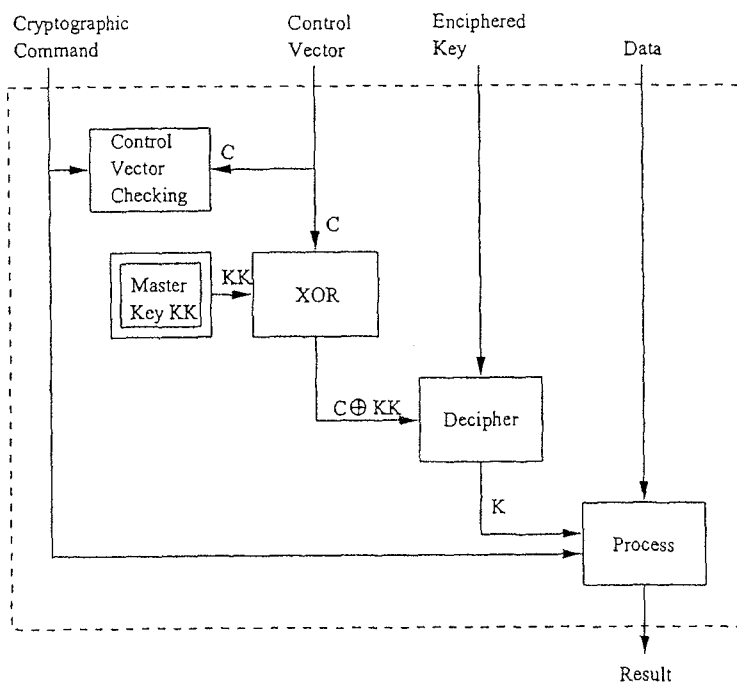 Cryptographic
Command
Control
Vector
Enciphered
Key
Data
Control
Vector
Checking
C
C
Master
Key KK
KK
XOR
C⊕ KK
Decipher
K
Process
Result